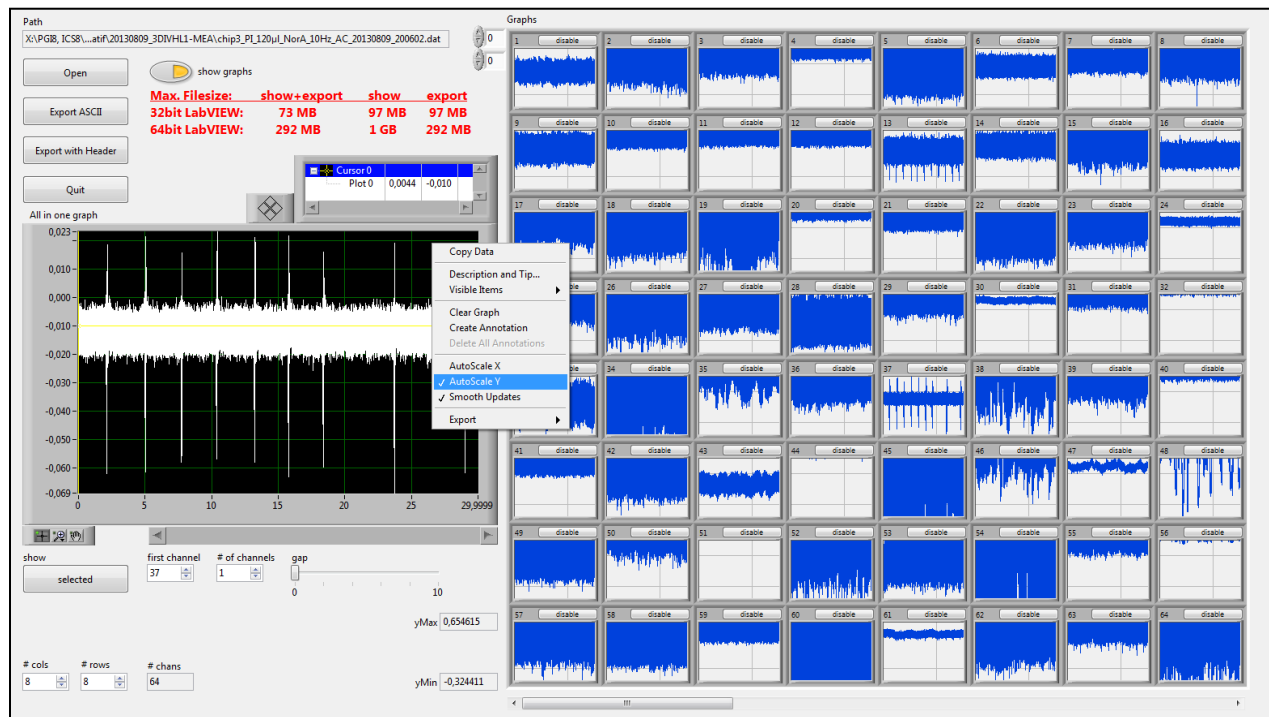 Path
X:\PGI8, ICS8\...atif\20130809_3DIVHL1-MEA\chip3_PI_120µl_NorA_10Hz_AC_20130809_200602.dat
0
0
Open
show graphs
Export ASCII
Export with Header
Quit
Max. Filesize: show+export show export
32bit LabVIEW: 73 MB 97 MB 97 MB
64bit LabVIEW: 292 MB 1 GB 292 MB
Cursor 0
Plot 0 0,0044 -0,010
All in one graph
0,023
0,010
0,000
-0,010
-0,020
-0,030
-0,040
-0,050
-0,060
-0,069
0 5 10 15 20 25 29,9999
Copy Data
Description and Tip...
Visible Items
Clear Graph
Create Annotation
Delete All Annotations
AutoScale X
AutoScale Y
Smooth Updates
Export
show
selected
first channel
37
# of channels
1
gap
0 10
yMax 0,654615
# cols
8
# rows
8
# chans
64
yMin -0,324411
Graphs
1 disable 2 disable 3 disable 4 disable 5 disable 6 disable 7 disable 8 disable
9 disable 10 disable 11 disable 12 disable 13 disable 14 disable 15 disable 16 disable
17 disable 18 disable 19 disable 20 disable 21 disable 22 disable 23 disable 24 disable
26 disable 27 disable 28 disable 29 disable 30 disable 31 disable 32 disable
34 disable 35 disable 36 disable 37 disable 38 disable 39 disable 40 disable
41 disable 42 disable 43 disable 44 disable 45 disable 46 disable 47 disable 48 disable
49 disable 50 disable 51 disable 52 disable 53 disable 54 disable 55 disable 56 disable
57 disable 58 disable 59 disable 60 disable 61 disable 62 disable 63 disable 64 disable